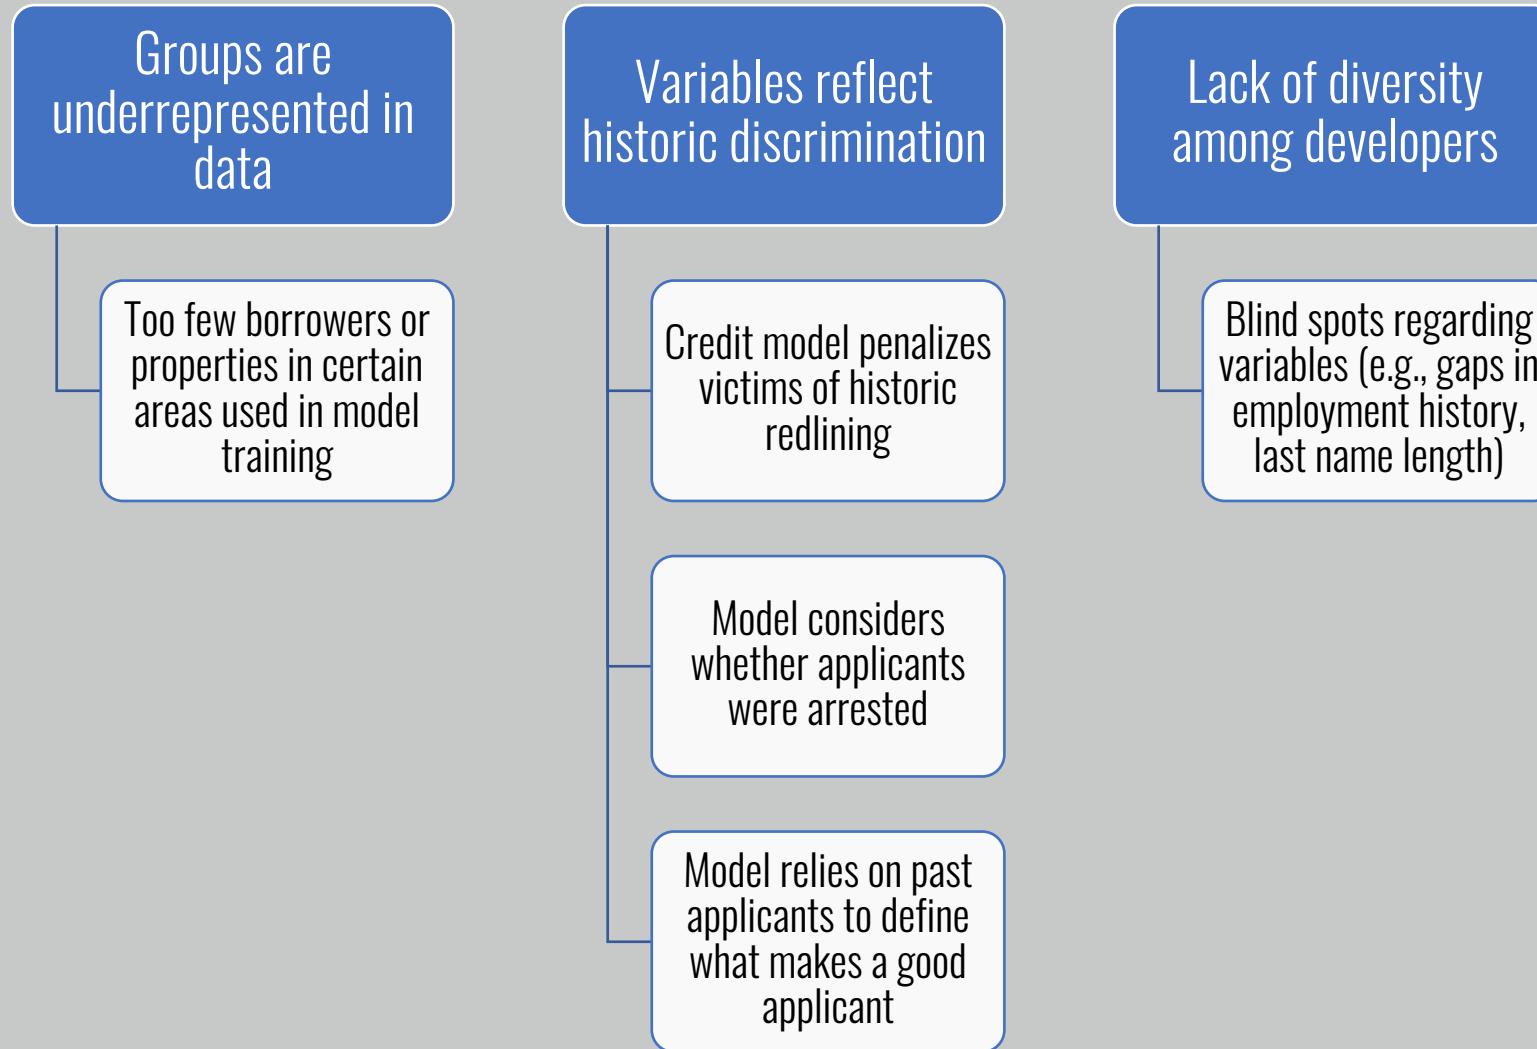 Groups are
underrepresented in
data
Too few borrowers or
properties in certain
areas used in model
training
Variables reflect
historic discrimination
Credit model penalizes
victims of historic
redlining
Model considers
whether applicants
were arrested
Model relies on past
applicants to define
what makes a good
applicant
Lack of diversity
among developers
Blind spots regarding
variables (e.g., gaps in
employment history,
last name length)